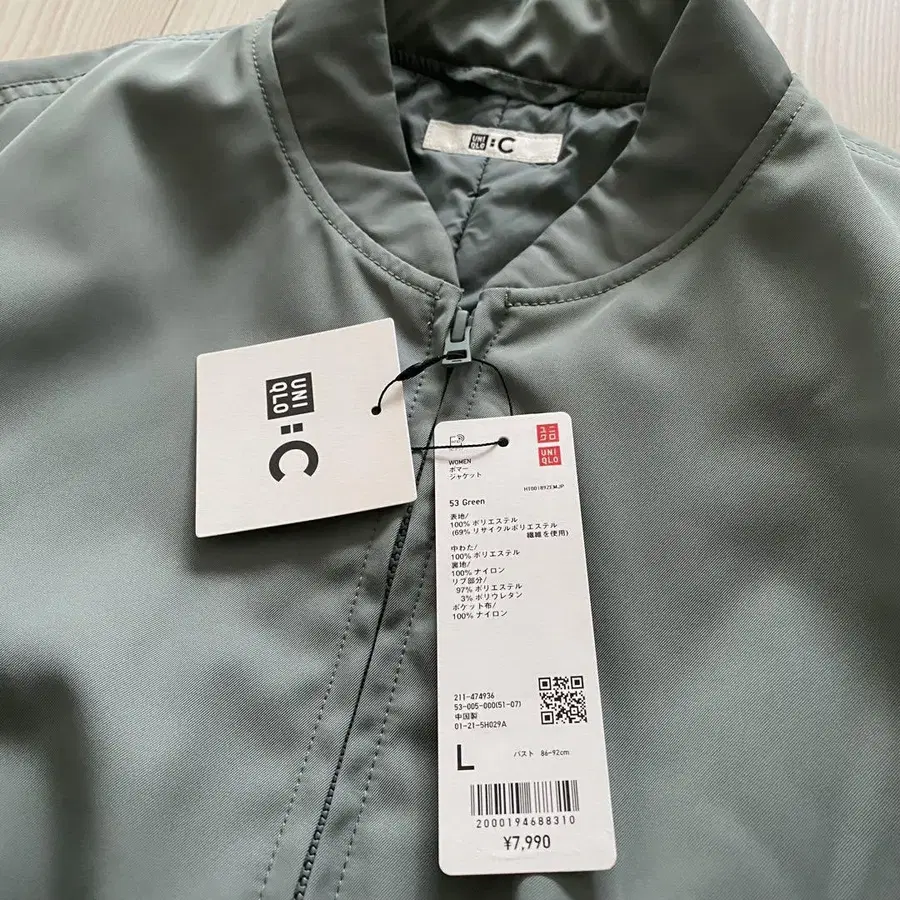 UNI
QLO
:C
UNI
QLO
:C
ユニ
クロ
UNI
QLO
WOMEN
ボマー
ジャケット
HT001892EMJP
53 Green
表地/
100% ポリエステル
(69% リサイクルポリエステル
繊維を使用)
中わた/
100% ポリエステル
裏地/
100% ナイロン
リブ部分/
97% ポリエステル
3% ポリウレタン
ポケット布/
100% ナイロン
211-474936
53-005-000(51-07)
中国製
01-21-5H029A
L
バスト 86-92cm
2000194688310
¥7,990